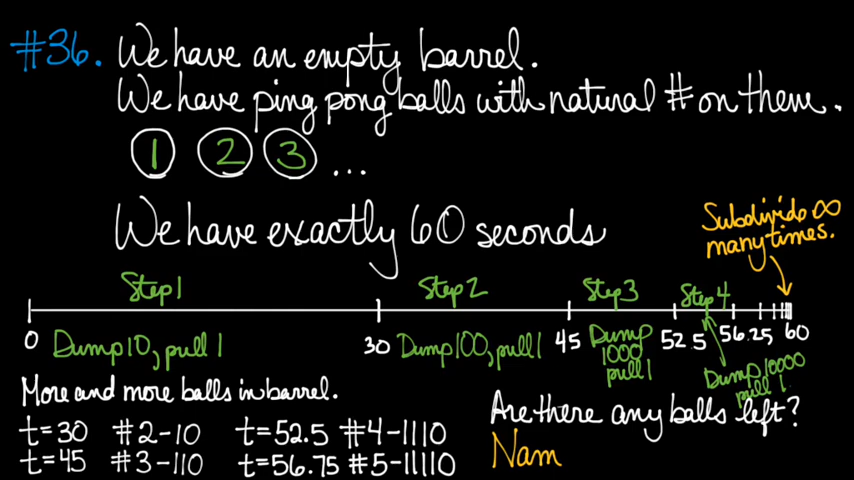 #36. We have an empty barrel.
We have ping pong balls with natural # on them.
1 2 3 ...
We have exactly 60 seconds
Subdivide ∞
many times.
Step 1 Step 2 Step 3 Step 4
0 30 45 52.5 56.25 60
Dump 10, pull 1
Dump 100, pull 1
Dump
1000
pull 1
Dump 10000
pull 1
More and more balls in barrel.
t=30 #2-10 t=52.5 #4-1110
t=45 #3-110 t=56.75 #5-11110
Are there any balls left?
Nam